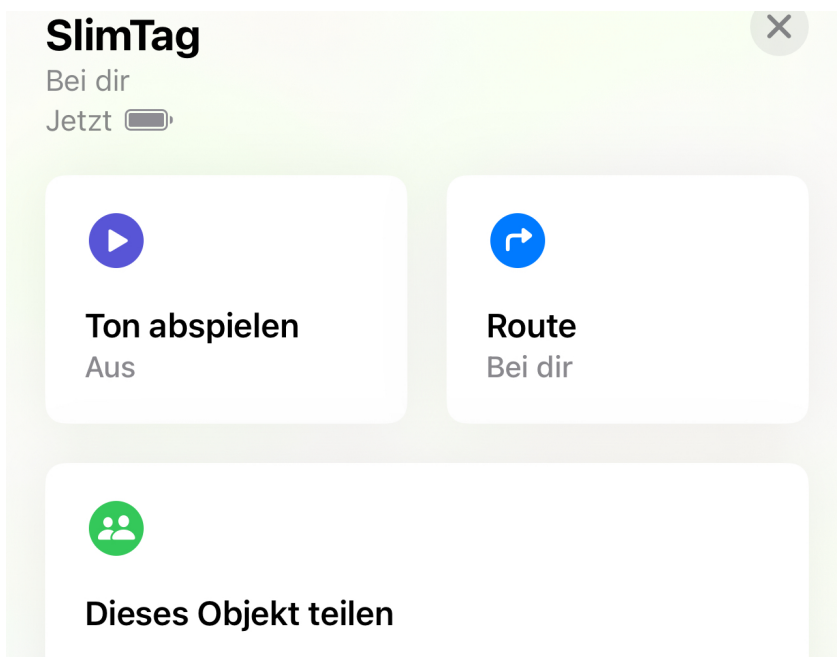 SlimTag
Bei dir
Jetzt
Ton abspielen
Aus
Route
Bei dir
Dieses Objekt teilen